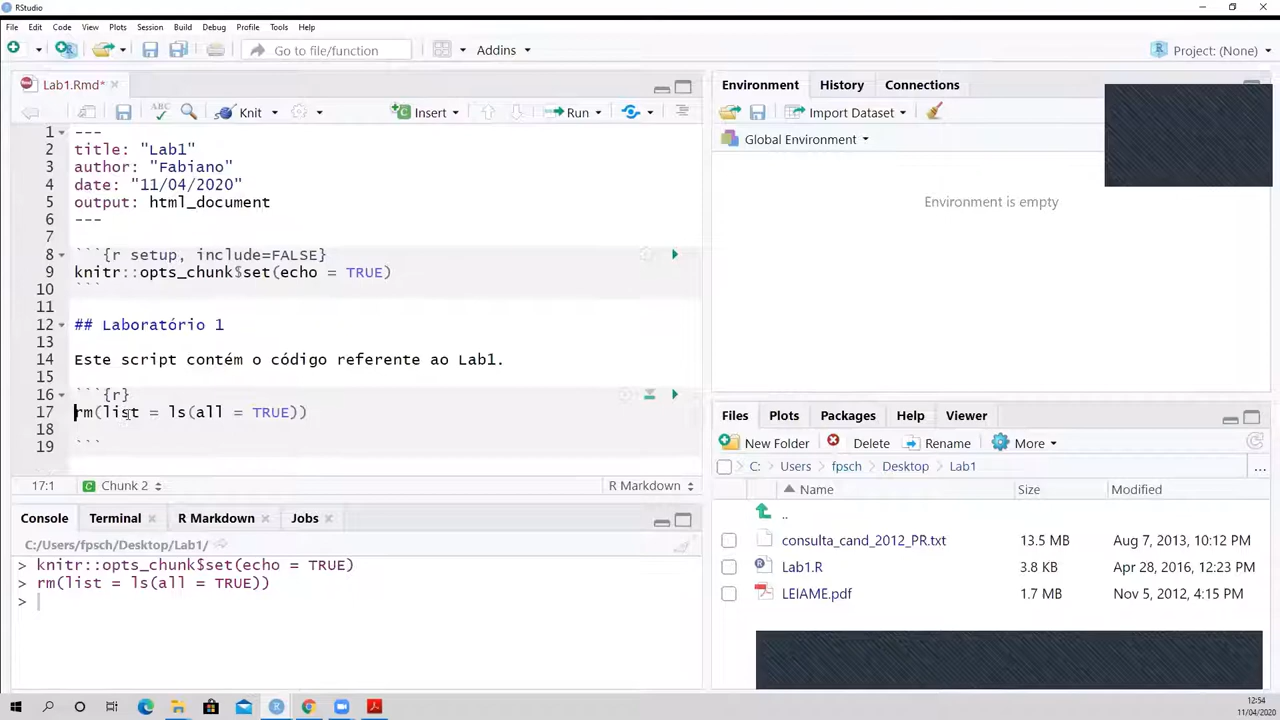 RStudio
File Edit Code View Plots Session Build Debug Profile Tools Help
Go to file/function Addins Project: (None)
Lab1.Rmd* Environment History Connections
ABC Knit Insert Run Import Dataset
Global Environment
Environment is empty
1 ---
2 title: "Lab1"
3 author: "Fabiano"
4 date: "11/04/2020"
5 output: html_document
6 ---
7
8 ```{r setup, include=FALSE}
9 knitr::opts_chunk$set(echo = TRUE)
10 ```
11
12 ## Laboratório 1
13
14 Este script contém o código referente ao Lab1.
15
16 ```{r}
17 rm(list = ls(all = TRUE))
18
19 ```
17:1 Chunk 2 R Markdown
Console Terminal R Markdown Jobs
C:/Users/fpsch/Desktop/Lab1/
> knitr::opts_chunk$set(echo = TRUE)
> rm(list = ls(all = TRUE))
>
Files Plots Packages Help Viewer
New Folder Delete Rename More
C: Users fpsch Desktop Lab1 ...
Name Size Modified
..
consulta_cand_2012_PR.txt 13.5 MB Aug 7, 2013, 10:12 PM
Lab1.R 3.8 KB Apr 28, 2016, 12:23 PM
LEIAME.pdf 1.7 MB Nov 5, 2012, 4:15 PM
12:54
11/04/2020